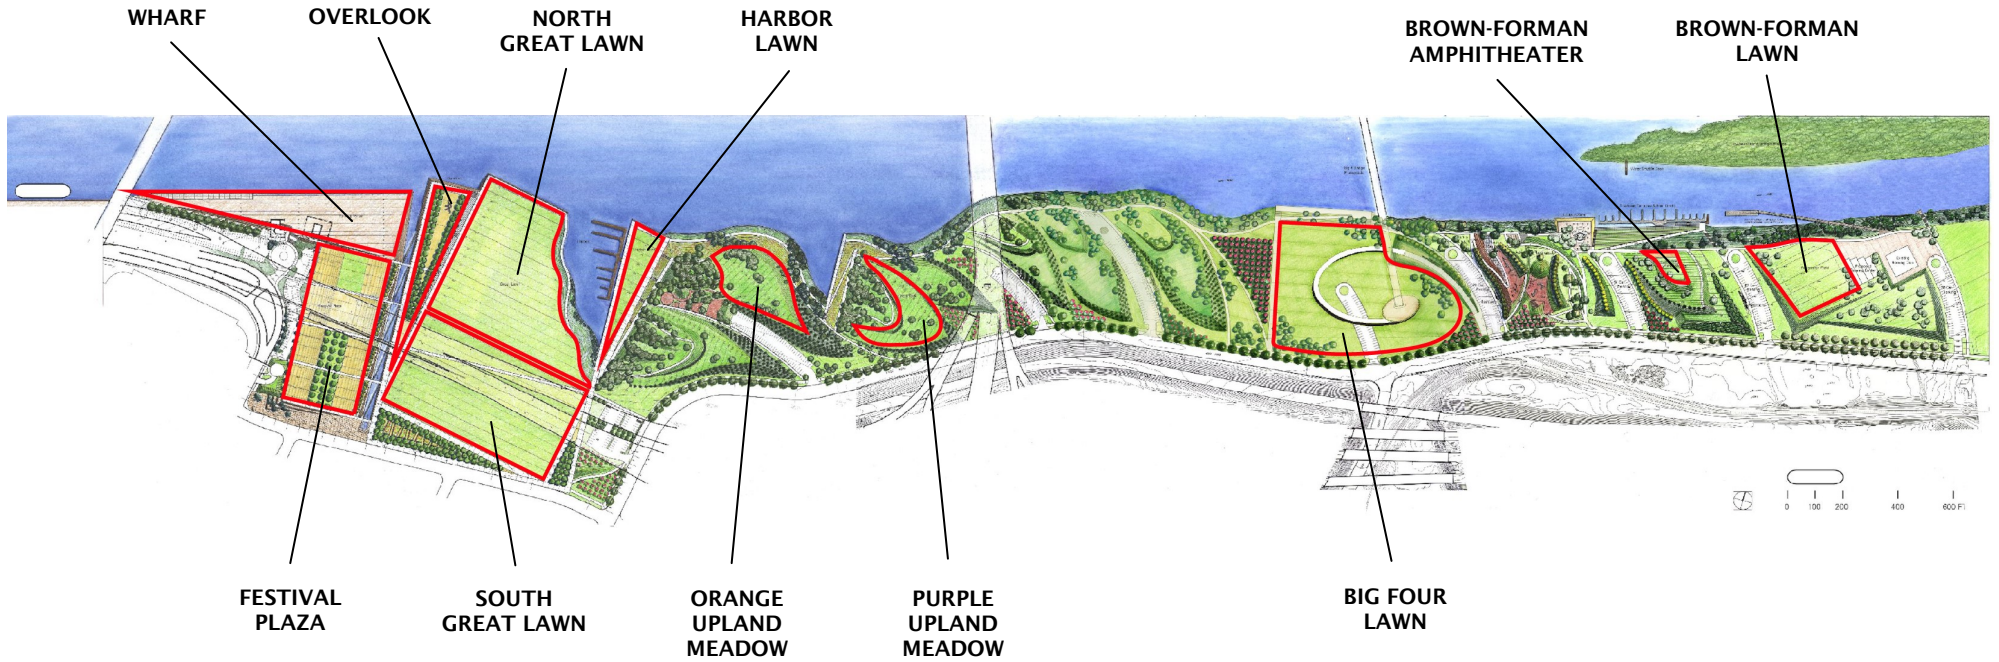 WHARF
OVERLOOK
NORTH
GREAT LAWN
HARBOR
LAWN
BROWN-FORMAN
AMPHITHEATER
BROWN-FORMAN
LAWN
FESTIVAL
PLAZA
SOUTH
GREAT LAWN
ORANGE
UPLAND
MEADOW
PURPLE
UPLAND
MEADOW
BIG FOUR
LAWN
0 100 200 400 600 FT